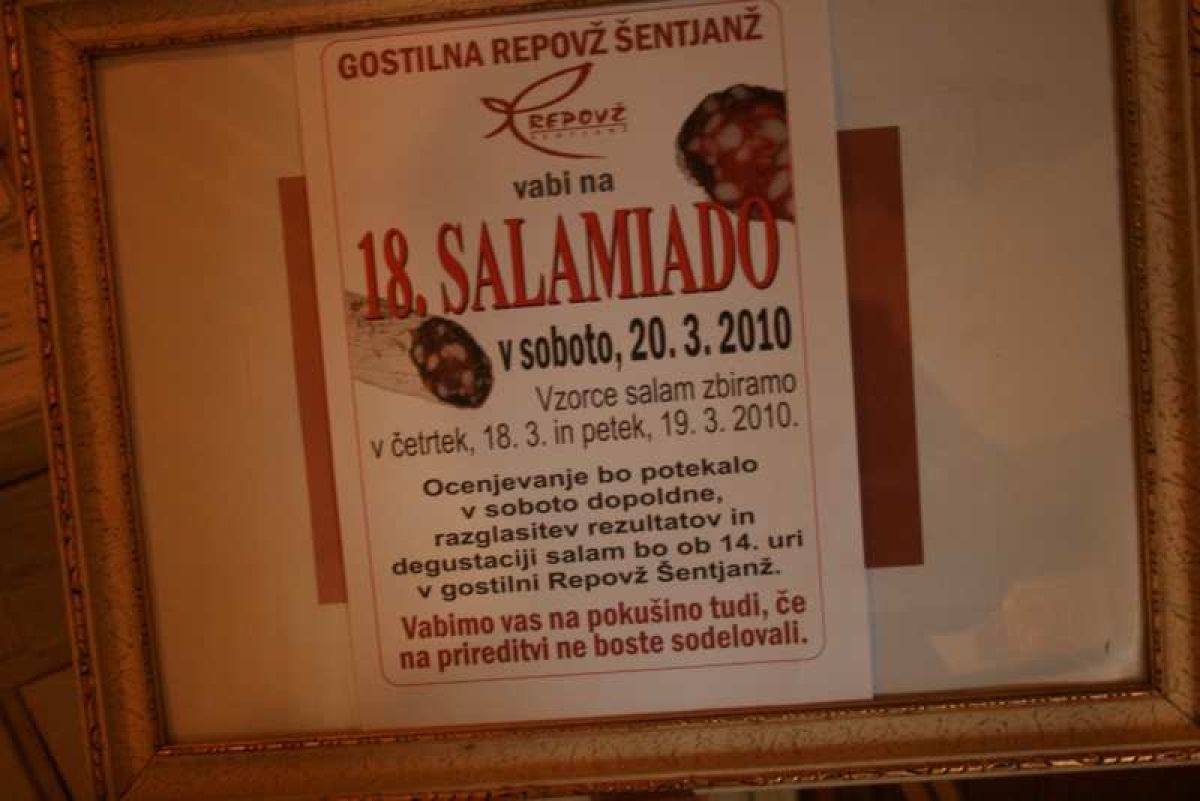 GOSTILNA REPOVŽ ŠENTJANŽ
REPOVŽ
ŠENTJANŽ
vabi na
18. SALAMIADO
v soboto, 20. 3. 2010
Vzorce salam zbiramo
v četrtek, 18. 3. in petek, 19. 3. 2010.
Ocenjevanje bo potekalo
v soboto dopoldne,
razglasitev rezultatov in
degustaciji salam bo ob 14. uri
v gostilni Repovž Šentjanž.
Vabimo vas na pokušino tudi, če
na prireditvi ne boste sodelovali.